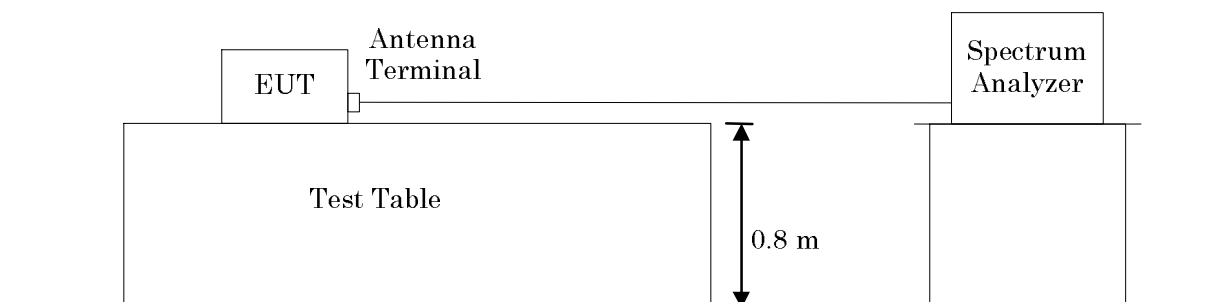 Antenna
Terminal
EUT
Spectrum
Analyzer
Test Table
0.8 m